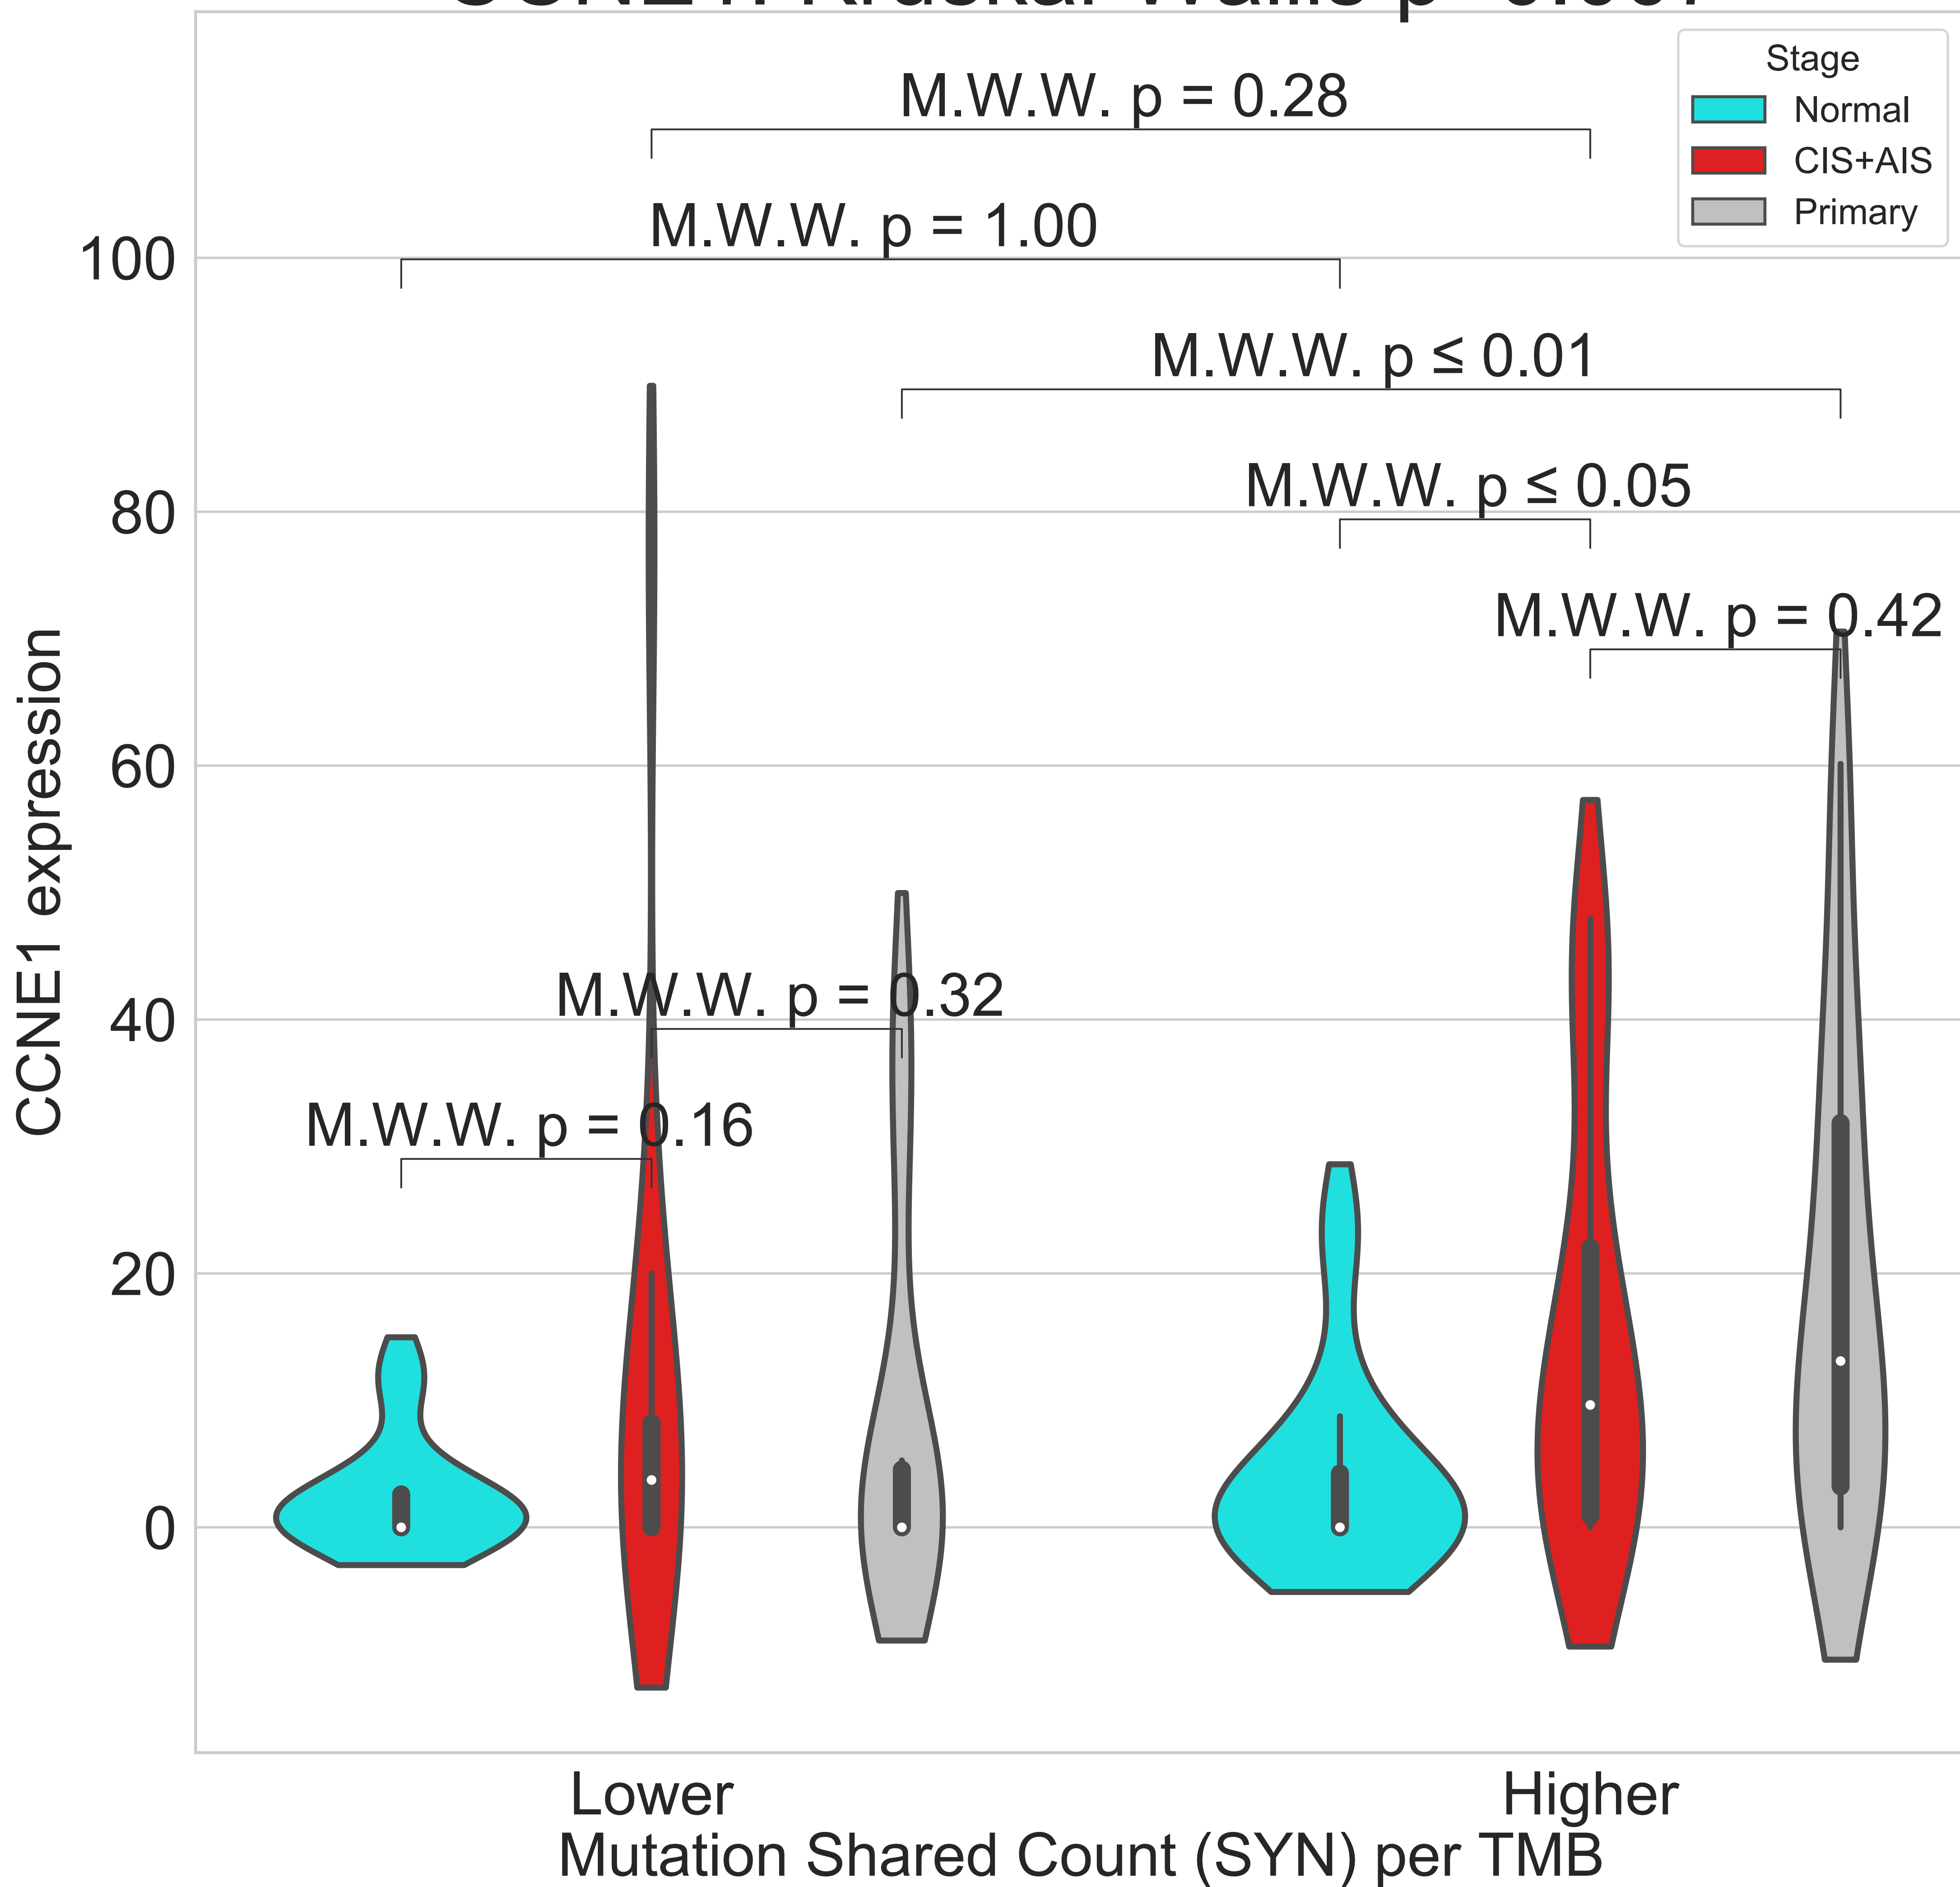 Stage
Normal
CIS+AIS
Primary
M.W.W. p = 0.28
M.W.W. p = 1.00
M.W.W. p ≤ 0.01
M.W.W. p ≤ 0.05
M.W.W. p = 0.42
M.W.W. p = 0.32
M.W.W. p = 0.16
100
80
60
40
20
0
CCNE1 expression
Lower
Higher
Mutation Shared Count (SYN) per TMB